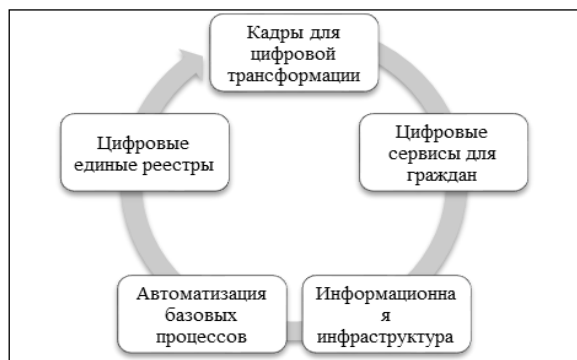 Кадры для
цифровой
трансформации
Цифровые
сервисы для
граждан
Информационна
я
инфраструктура
Автоматизация
базовых
процессов
Цифровые
единые реестры